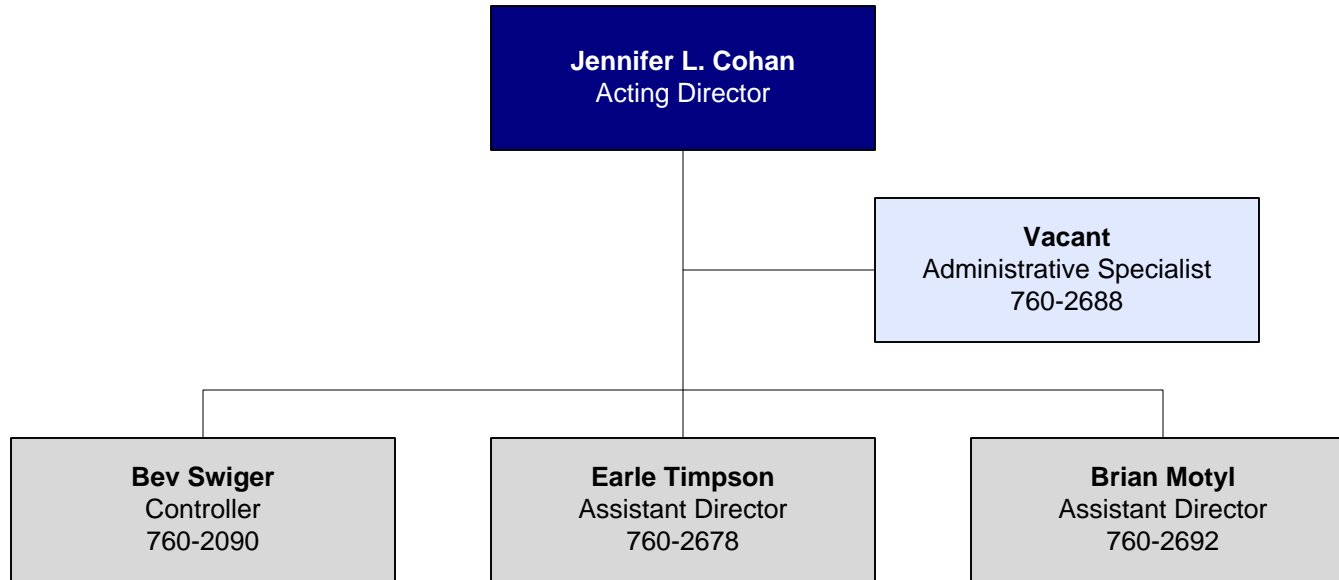 Jennifer L. Cohan
Acting Director
Vacant
Administrative Specialist
760-2688
Bev Swiger
Controller
760-2090
Earle Timpson
Assistant Director
760-2678
Brian Motyl
Assistant Director
760-2692